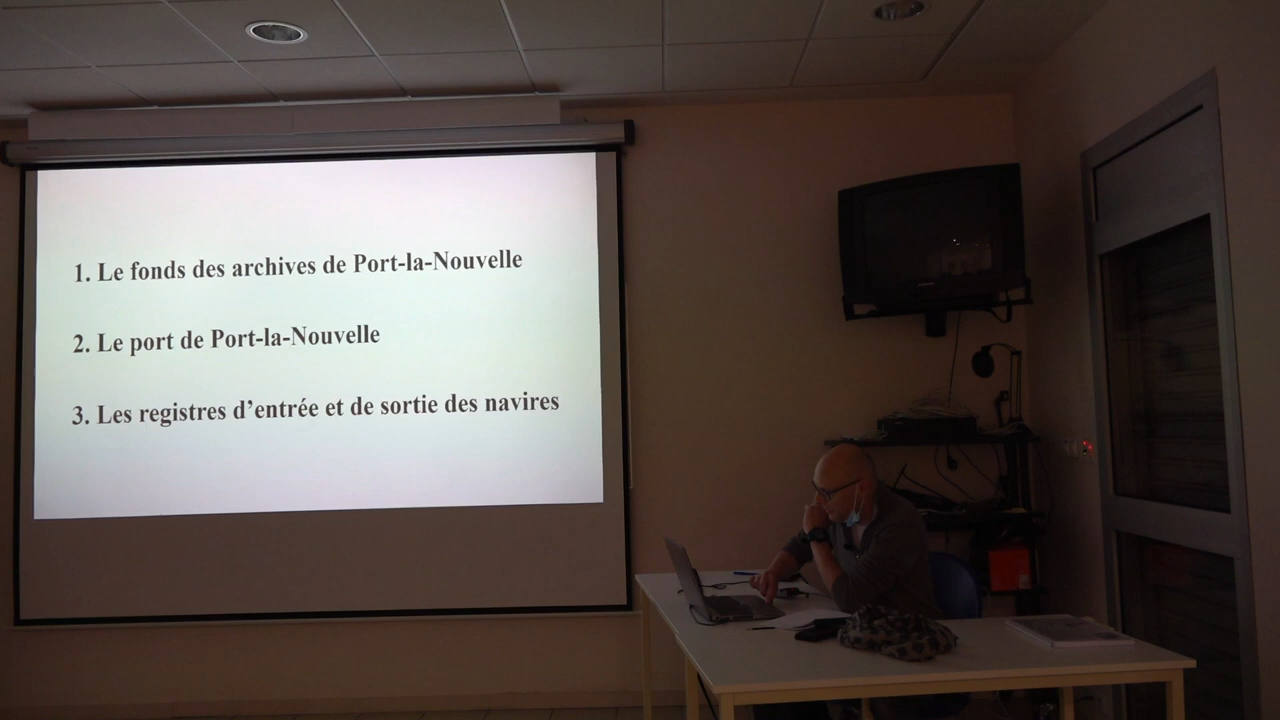 1. Le fonds des archives de Port-la-Nouvelle
2. Le port de Port-la-Nouvelle
3. Les registres d’entrée et de sortie des navires